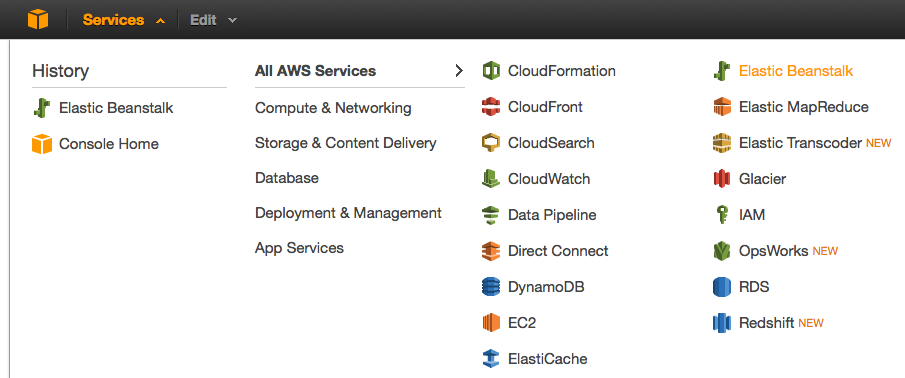 Services
Edit
History
Elastic Beanstalk
Console Home
All AWS Services
Compute & Networking
Storage & Content Delivery
Database
Deployment & Management
App Services
CloudFormation
CloudFront
CloudSearch
CloudWatch
Data Pipeline
Direct Connect
DynamoDB
EC2
ElastiCache
Elastic Beanstalk
Elastic MapReduce
Elastic Transcoder NEW
Glacier
IAM
OpsWorks NEW
RDS
Redshift NEW